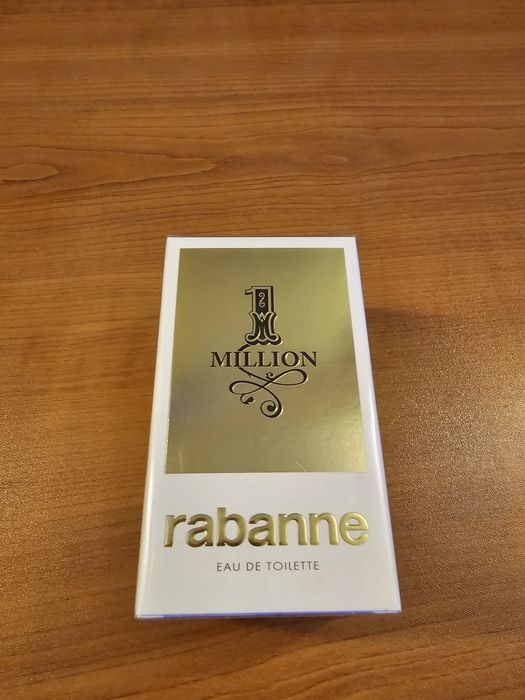 1
MILLION
rabanne
EAU DE TOILETTE